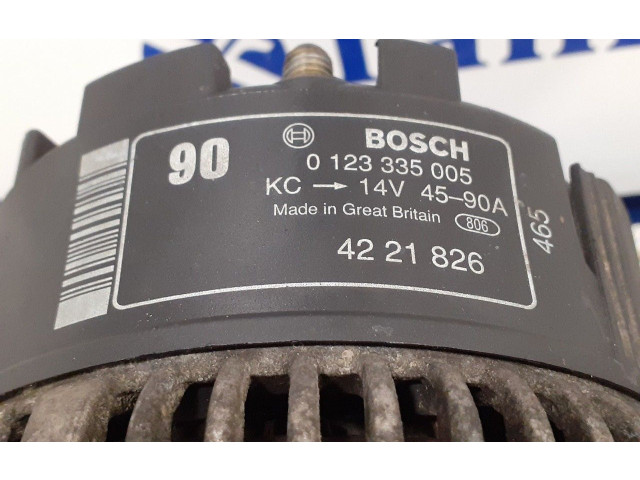 90
BOSCH
0 123 335 005
KC → 14V 45-90A
Made in Great Britain 806
42 21 826
465